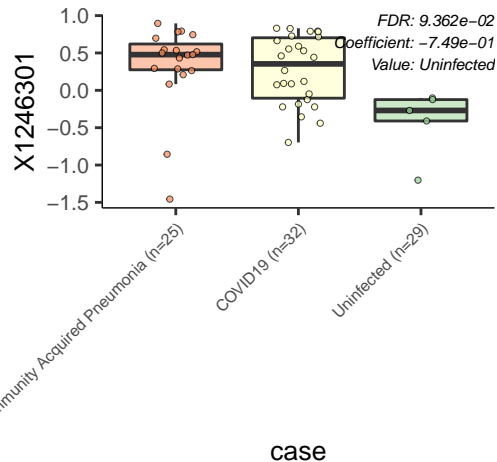 FDR: 9.362e−02
Coefficient: −7.49e−01
Value: Uninfected
X1246301
1.0
0.5
0.0
−0.5
−1.0
−1.5
Acquired Pneumonia (n=25)
COVID19 (n=32)
Uninfected (n=29)
case